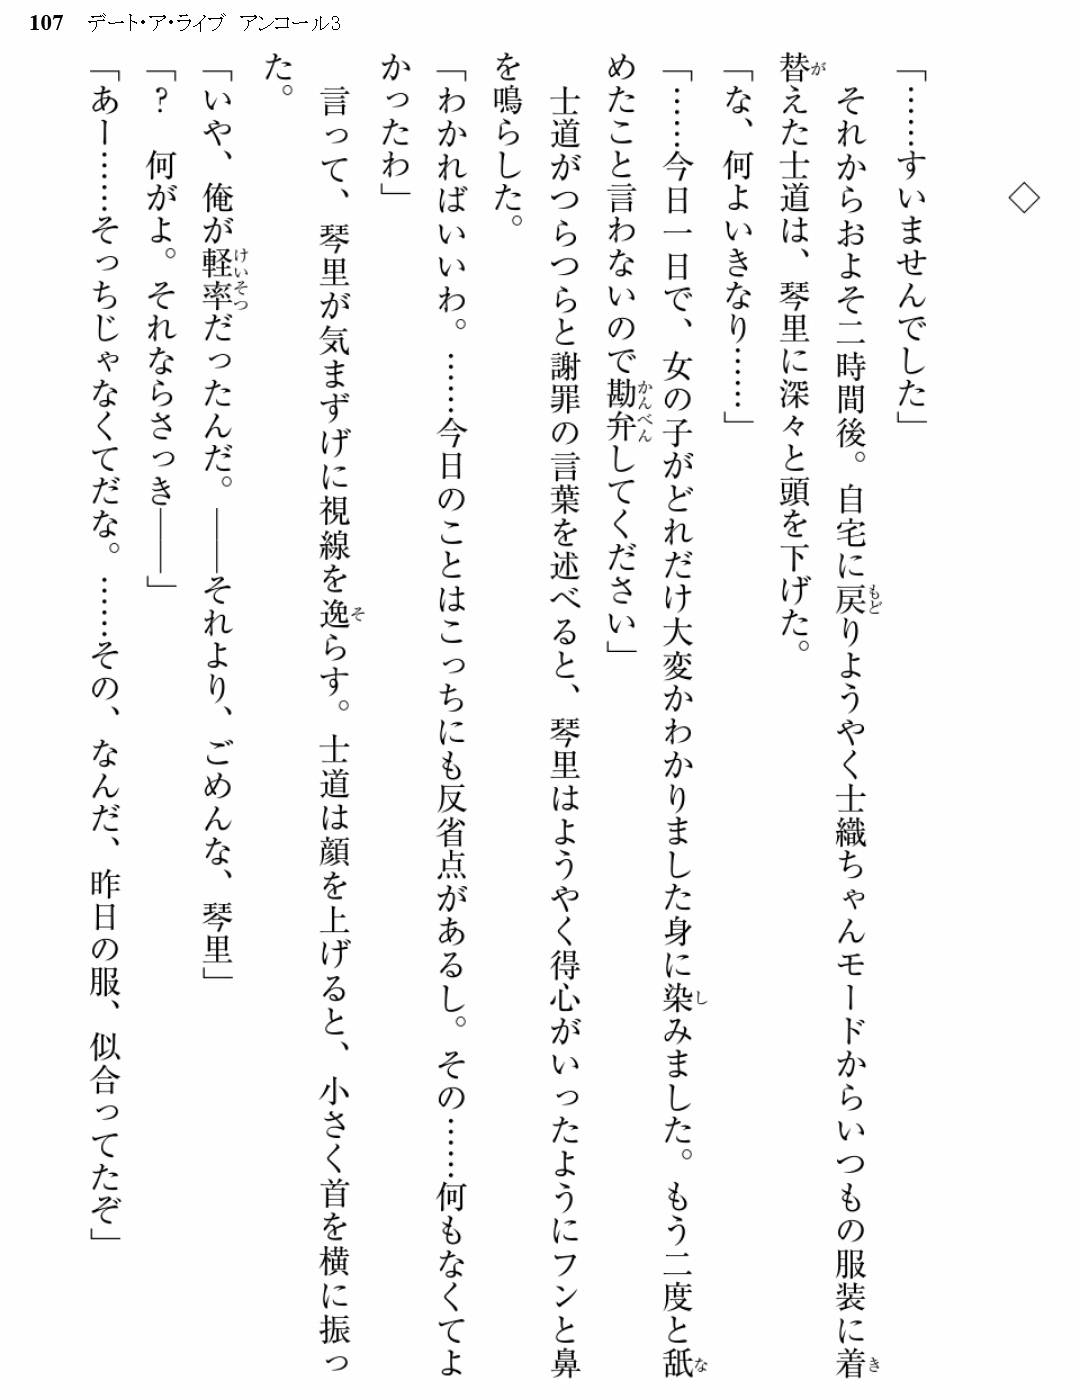 107 デート・ア・ライブ アンコール3
◇
「……すいませんでした」
それからおよそ二時間後。自宅に戻りようやく士織ちゃんモードからいつもの服装に着
替えた士道は、琴里に深々と頭を下げた。
「な、何よいきなり……」
「……今日一日で、女の子がどれだけ大変かわかりました身に染みました。もう二度と舐
めたこと言わないので勘弁してください」
士道がつらつらと謝罪の言葉を述べると、琴里はようやく得心がいったようにフンと鼻
を鳴らした。
「わかればいいわ。……今日のことはこっちにも反省点があるし。その……何もなくてよ
かったわ」
言って、琴里が気まずげに視線を逸らす。士道は顔を上げると、小さく首を横に振っ
た。
「いや、俺が軽率だったんだ。――それより、ごめんな、琴里」
「？　何がよ。それならさっき――」
「あー……そっちじゃなくてだな。……その、なんだ、昨日の服、似合ってたぞ」